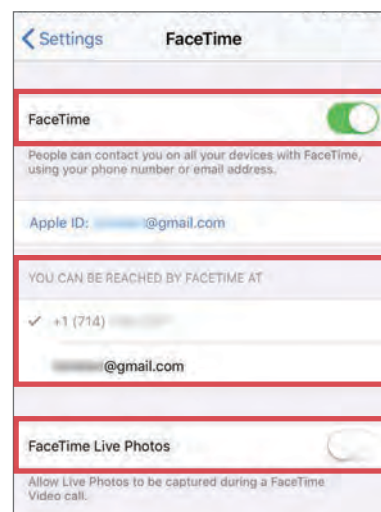 Settings
FaceTime
FaceTime
People can contact you on all your devices with FaceTime,
using your phone number or email address.
Apple ID: @gmail.com
YOU CAN BE REACHED BY FACETIME AT
✓ +1 (714)
@gmail.com
FaceTime Live Photos
Allow Live Photos to be captured during a FaceTime
Video call.